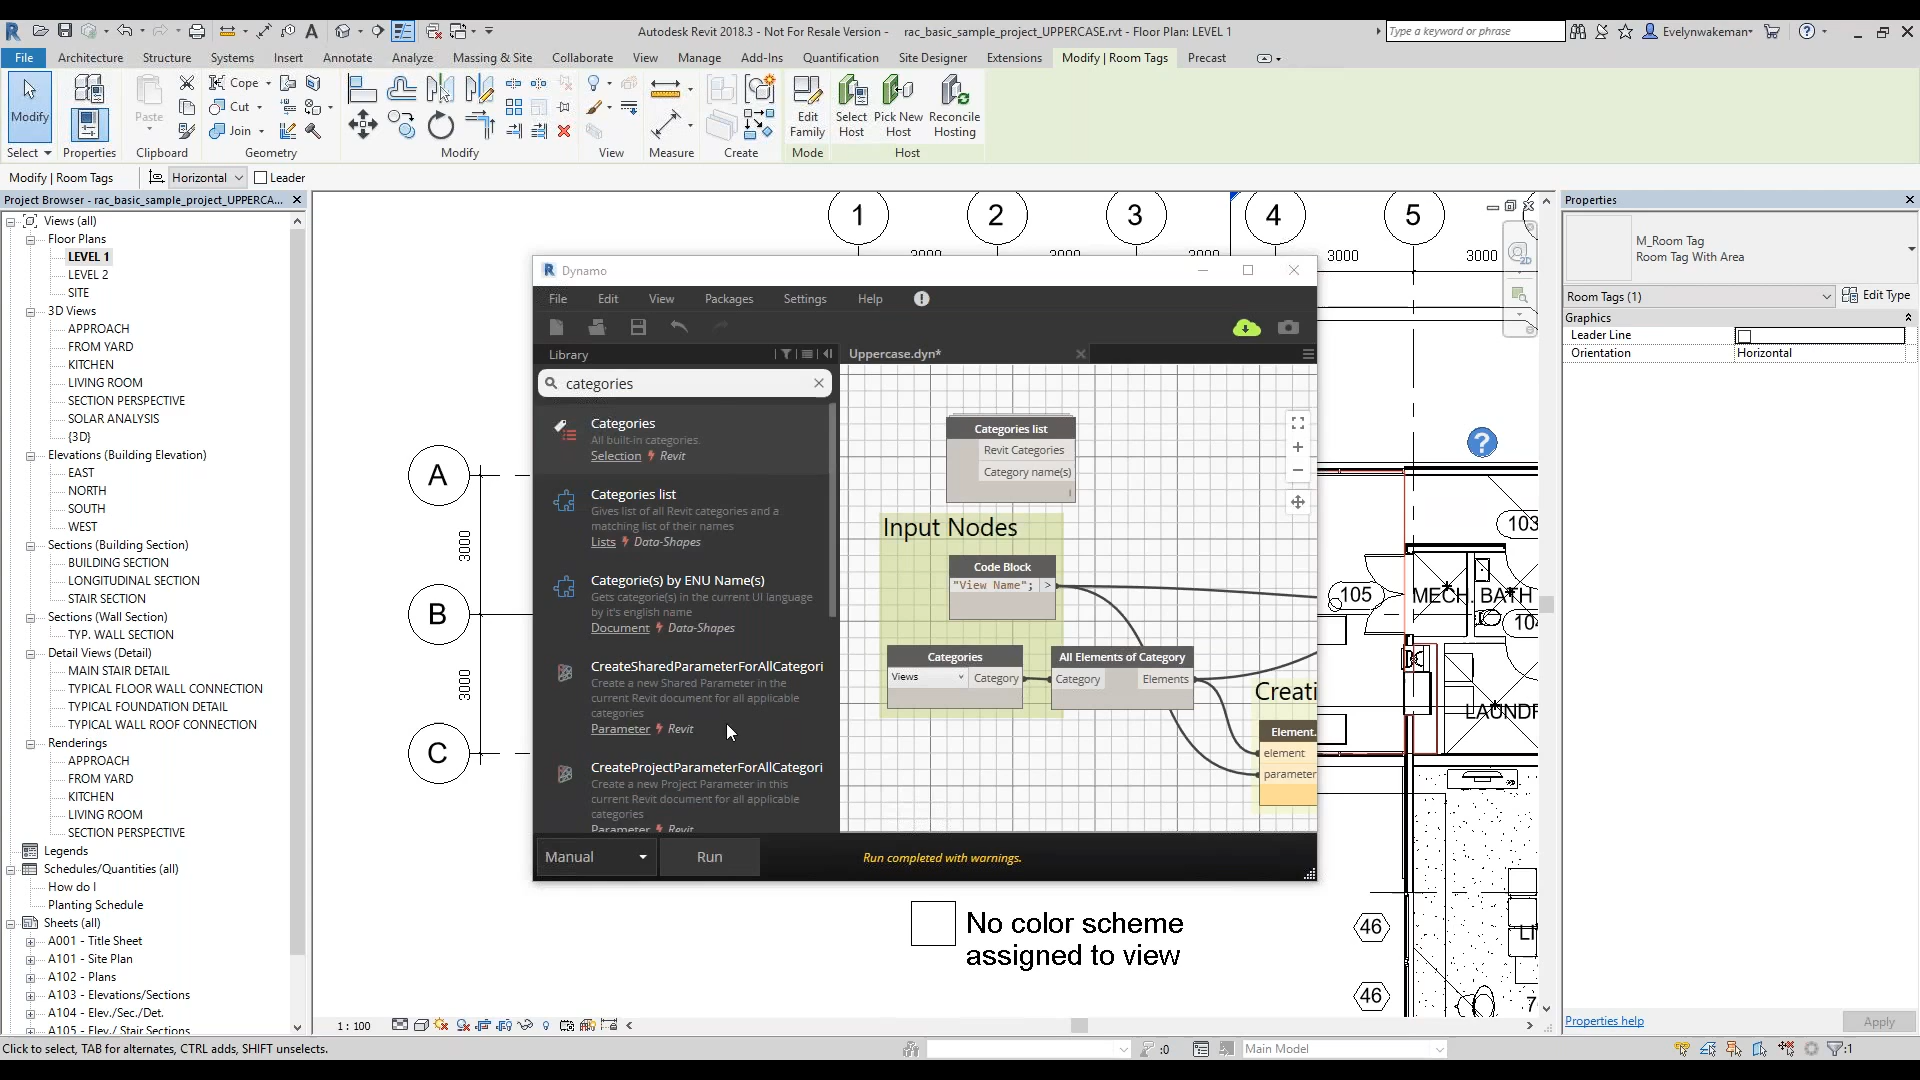 Autodesk Revit 2018.3 - Not For Resale Version - rac_basic_sample_project_UPPERCASE.rvt - Floor Plan: LEVEL 1
Type a keyword or phrase
Evelynwakeman
File Architecture Structure Systems Insert Annotate Analyze Massing & Site Collaborate View Manage Add-Ins Quantification Site Designer Extensions Modify | Room Tags Precast
Modify
Paste
Cope
Cut
Join
Edit Family
Select Host
Pick New Host
Reconcile Hosting
Select Properties Clipboard Geometry Modify View Measure Create Mode Host
Modify | Room Tags
Horizontal
Leader
Project Browser - rac_basic_sample_project_UPPERCA...
Views (all)
Floor Plans
LEVEL 1
LEVEL 2
SITE
3D Views
APPROACH
FROM YARD
KITCHEN
LIVING ROOM
SECTION PERSPECTIVE
SOLAR ANALYSIS
{3D}
Elevations (Building Elevation)
EAST
NORTH
SOUTH
WEST
Sections (Building Section)
BUILDING SECTION
LONGITUDINAL SECTION
STAIR SECTION
Sections (Wall Section)
TYP. WALL SECTION
Detail Views (Detail)
MAIN STAIR DETAIL
TYPICAL FLOOR WALL CONNECTION
TYPICAL FOUNDATION DETAIL
TYPICAL WALL ROOF CONNECTION
Renderings
APPROACH
FROM YARD
KITCHEN
LIVING ROOM
SECTION PERSPECTIVE
Legends
Schedules/Quantities (all)
How do I
Planting Schedule
Sheets (all)
A001 - Title Sheet
A101 - Site Plan
A102 - Plans
A103 - Elevations/Sections
A104 - Elev./Sec./Det.
A105 - Elev./ Stair Sections
1 2 3 4 5
3000 3000
A
3000
B
3000
C
Dynamo
File Edit View Packages Settings Help
Library
Uppercase.dyn*
categories
Categories
All built-in categories.
Selection Revit
Categories list
Gives list of all Revit categories and a
matching list of their names
Lists Data-Shapes
Categorie(s) by ENU Name(s)
Gets categorie(s) in the current UI language
by it's english name
Document Data-Shapes
CreateSharedParameterForAllCategori
Create a new Shared Parameter in the
current Revit document for all applicable
categories
Parameter Revit
CreateProjectParameterForAllCategori
Create a new Project Parameter in this
current Revit document for all applicable
categories
Parameter Revit
Categories list
Revit Categories
Category name(s)
Input Nodes
Code Block
"View Name"; >
Categories
Views Category
All Elements of Category
Category Elements
Creati
Element.
element
parameter
Manual
Run
Run completed with warnings.
103
105
MECH. BATH
104
LAUNDR
46
46
7
No color scheme
assigned to view
1 : 100
Properties
M_Room Tag
Room Tag With Area
Room Tags (1)
Edit Type
Graphics
Leader Line
Orientation Horizontal
Properties help
Apply
Click to select, TAB for alternates, CTRL adds, SHIFT unselects.
:0
Main Model
:1